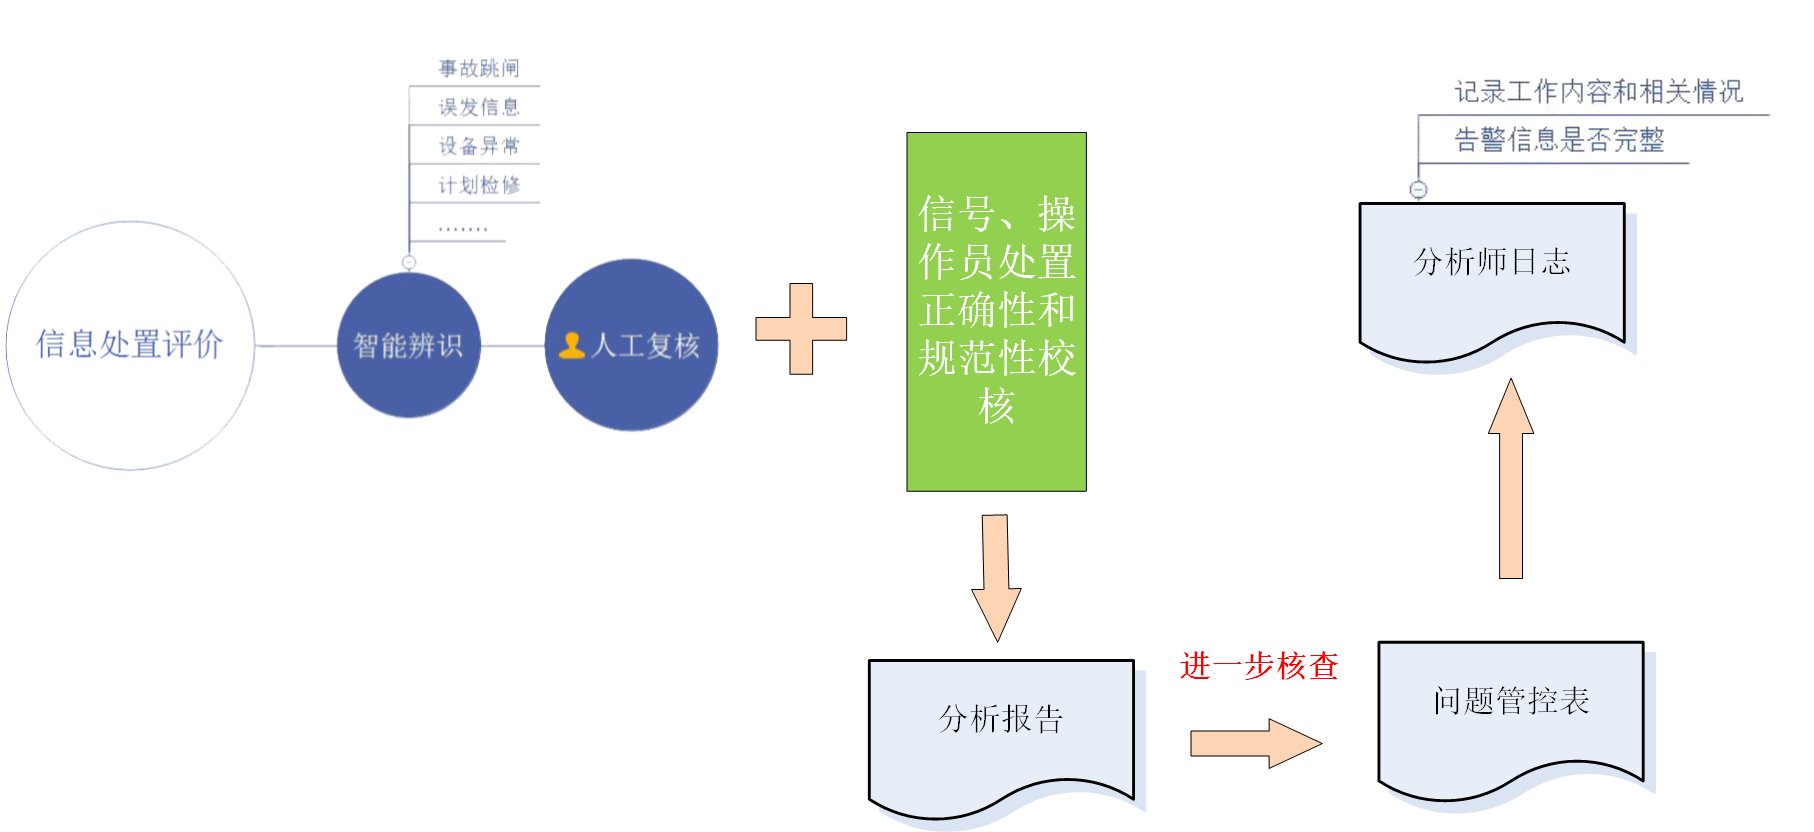 事故跳闸
误发信息
设备异常
计划检修
.......
信息处置评价
智能辨识
人工复核
信号、操
作员处置
正确性和
规范性校
核
记录工作内容和相关情况
告警信息是否完整
分析师日志
分析报告
进一步核查
问题管控表